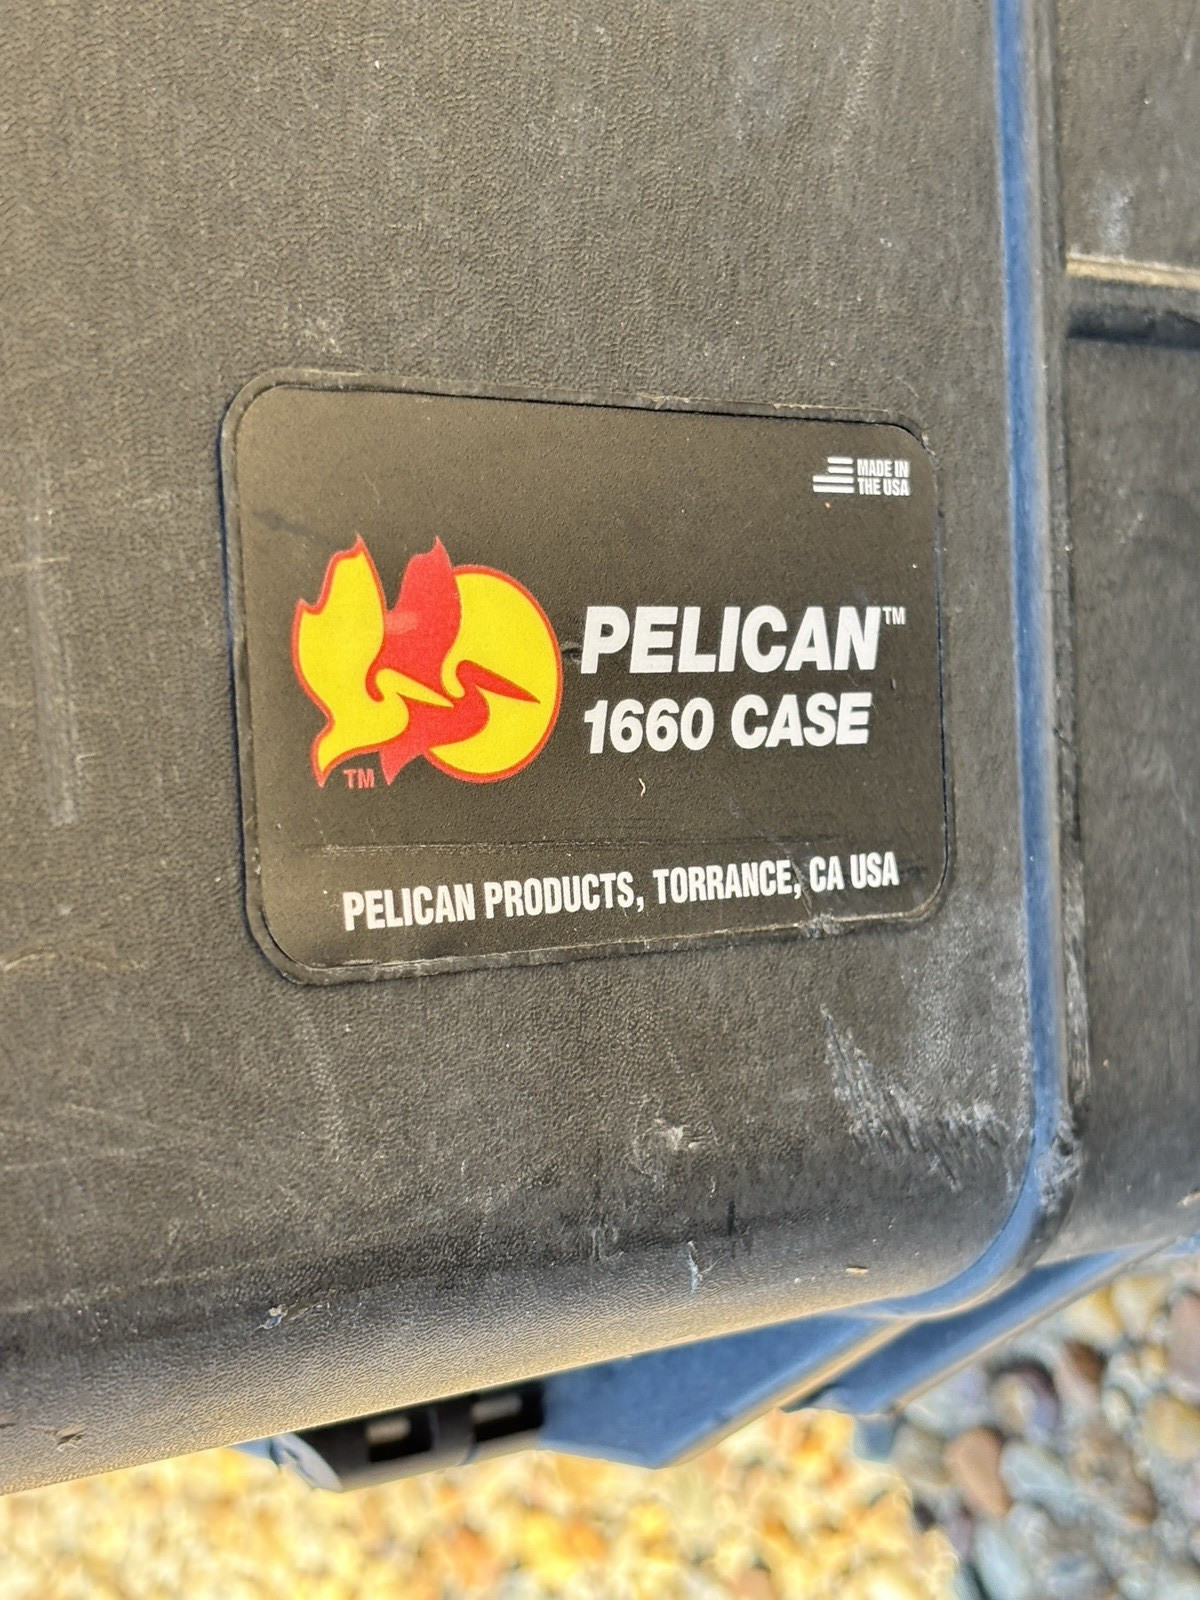 MADE IN
THE USA
PELICAN™
1660 CASE
TM
PELICAN PRODUCTS, TORRANCE, CA USA